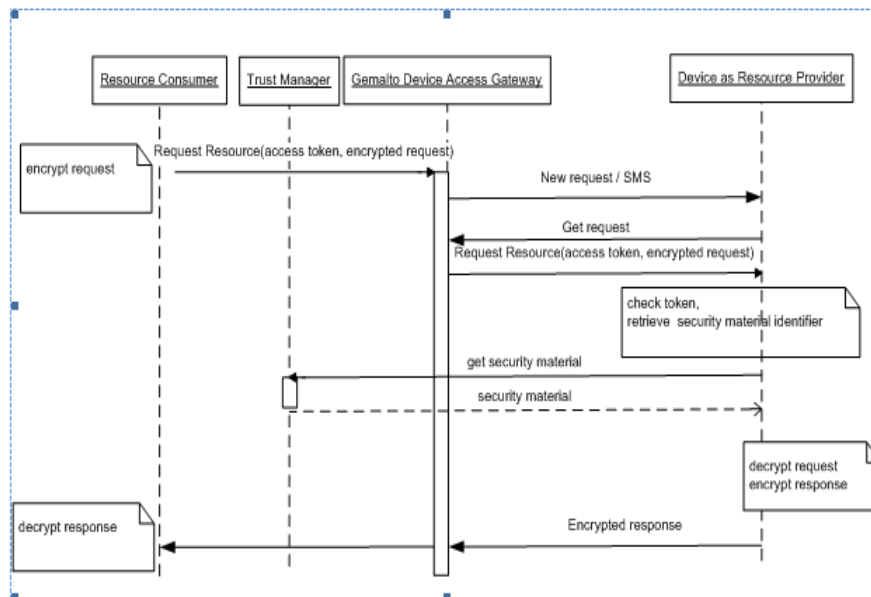 Resource Consumer
Trust Manager
Gemalto Device Access Gateway
Device as Resource Provider
encrypt request
Request Resource(access token, encrypted request)
New request / SMS
Get request
Request Resource(access token, encrypted request)
check token,
retrieve security material identifier
get security material
security material
decrypt request
encrypt response
decrypt response
Encrypted response